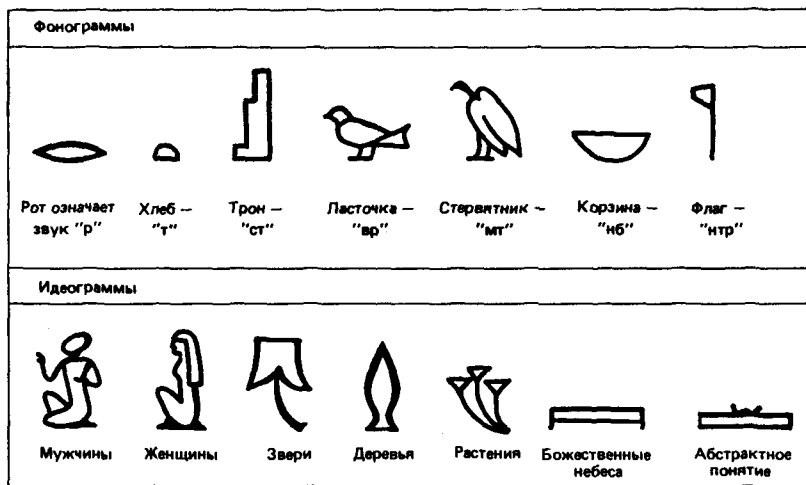 Фонограммы
Рот означает звук "р"
Хлеб — "т"
Трон — "ст"
Ласточка — "вр"
Стервятник — "мт"
Корзина — "нб"
Флаг — "нтр"
Идеограммы
Мужчины
Женщины
Звери
Деревья
Растения
Божественные небеса
Абстрактное понятие